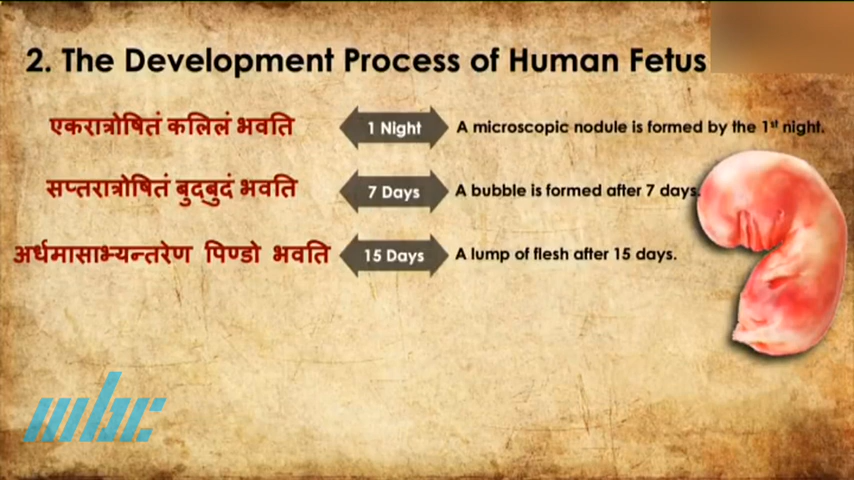 2. The Development Process of Human Fetus
एकरात्रोषितं कलिलं भवति 1 Night A microscopic nodule is formed by the 1st night.
सप्तरात्रोषितं बुद्बुदं भवति 7 Days A bubble is formed after 7 days.
अर्धमासाभ्यन्तरेण पिण्डो भवति 15 Days A lump of flesh after 15 days.
mbc